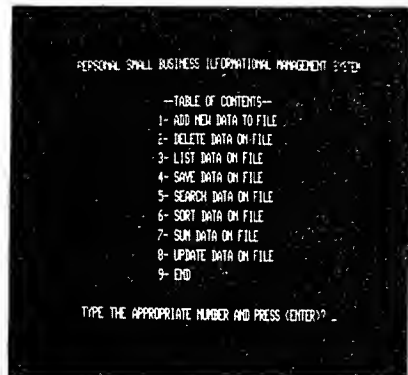 PERSONAL SMALL BUSINESS ILFORMATIONAL MANAGEMENT SYSTEM
--TABLE OF CONTENTS--
1- ADD NEW DATA TO FILE
2- DELETE DATA ON FILE
3- LIST DATA ON FILE
4- SAVE DATA ON FILE
5- SEARCH DATA ON FILE
6- SORT DATA ON FILE
7- SUM DATA ON FILE
8- UPDATE DATA ON FILE
9- END
TYPE THE APPROPRIATE NUMBER AND PRESS <ENTER>? _